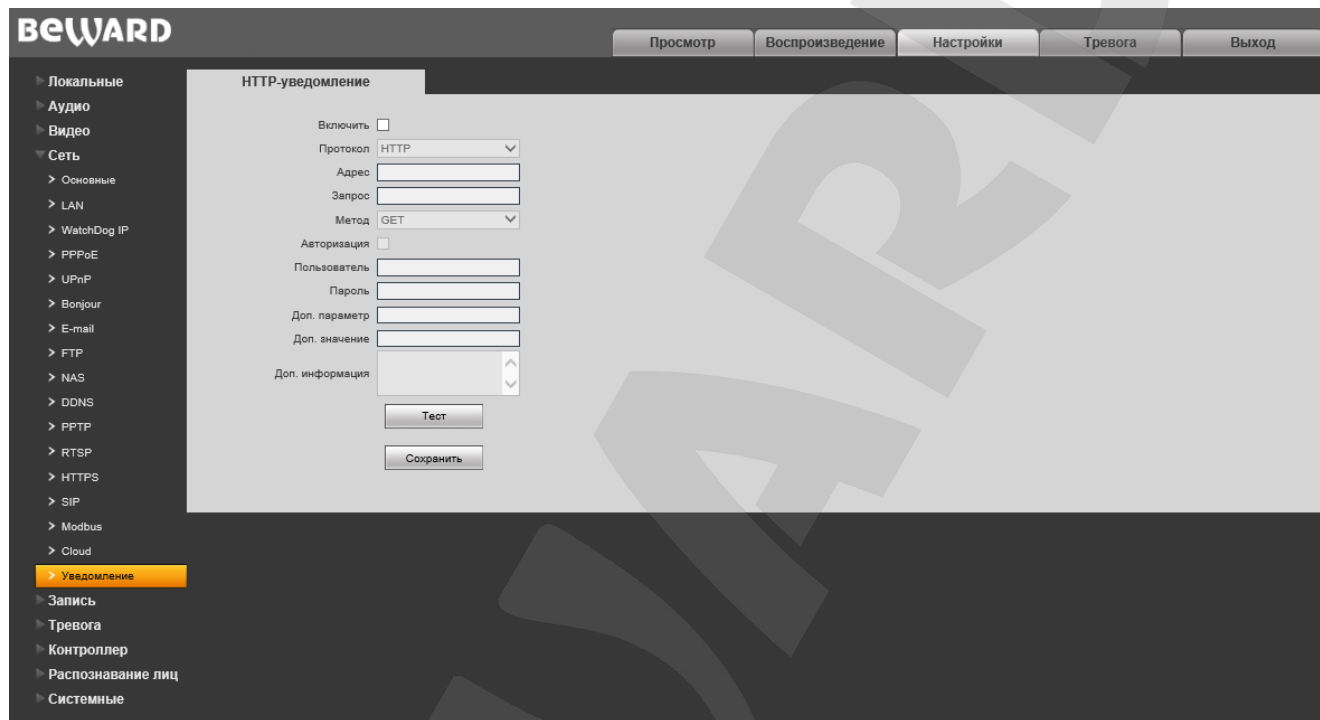 BEWARD
Просмотр
Воспроизведение
Настройки
Тревога
Выход
Локальные
Аудио
Видео
Сеть
Основные
LAN
WatchDog IP
PPPoE
UPnP
Bonjour
E-mail
FTP
NAS
DDNS
PPTP
RTSP
HTTPS
SIP
Modbus
Cloud
Уведомление
Запись
Тревога
Контроллер
Распознавание лиц
Системные
HTTP-уведомление
Включить
Протокол HTTP
Адрес
Запрос
Метод GET
Авторизация
Пользователь
Пароль
Доп. параметр
Доп. значение
Доп. информация
Тест
Сохранить